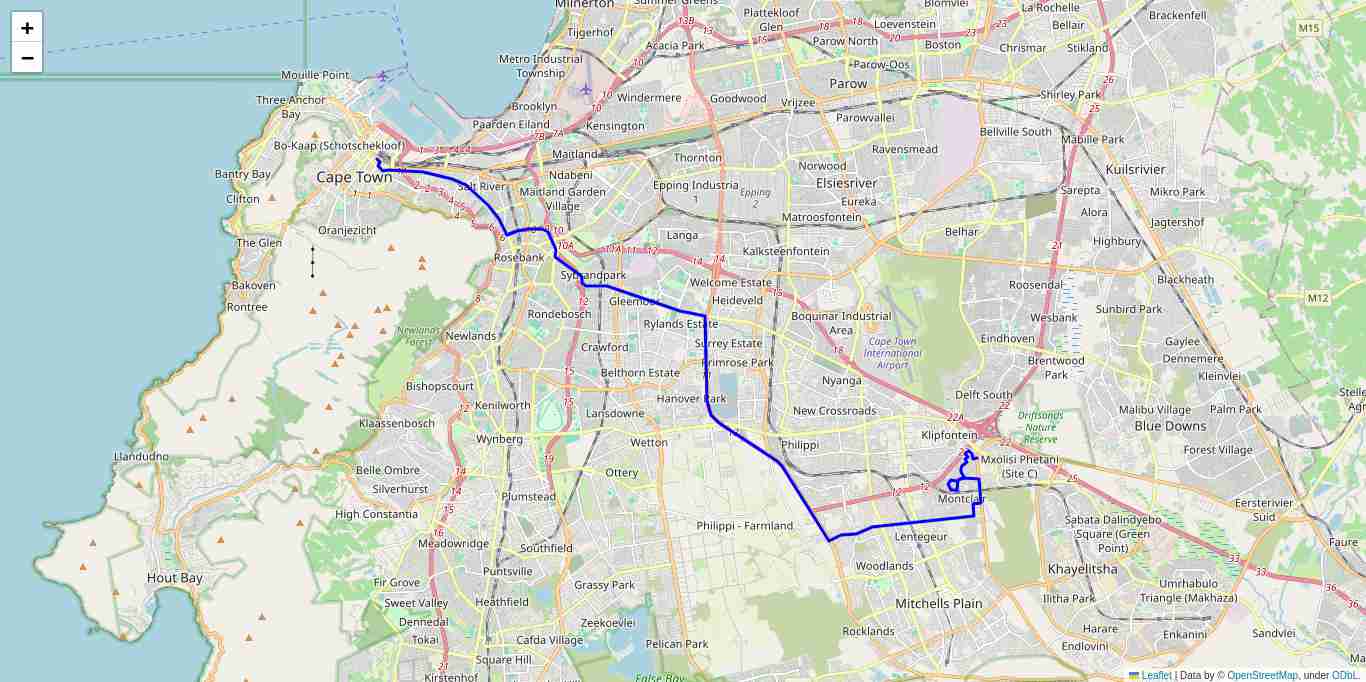 +
−
Milnerton
Summer Greens
13B
Plattekloof
Glen
Loevenstein
Blomvlei
La Rochelle
Bellair
Brackenfell
M15
Tijgerhof
Acacia Park
Parow North
Boston
Chrismar
Stikland
Metro Industrial
Township
Parow-Oos
Moulle Point
Parow
Shirley Park
Three Anchor
Bay
Brooklyn
Windermere
Goodwood
Vrijzee
Parowvallei
Paarden Eiland
Kensington
Bellville South
Mabille Park
Bo-Kaap (Schotschekloof)
Maitland
Thornton
Ravensmead
Norwood
Kuilsrivier
Bantry Bay
Cape Town
Salt River
Ndabeni
Epping Industria
1
Epping
2
Elsiesriver
Sarepta
Mikro Park
Clifton
Maitland Garden
Village
Eureka
Alora
Matroosfontein
Jagtershof
Oranjezicht
Langa
Belhar
Highbury
The Glen
Rosebank
10A
11A
Kalksteenfontein
Sybrandpark
Welcome Estate
Blackheath
Bakoven
Roosendal
M12
Rontree
Gleemoor
Heideveld
Sunbird Park
Rondebosch
Boquinar Industrial
Area
Wesbank
Rylands Estate
Newlands
Forest
Newlands
Crawford
Surrey Estate
Cape Town
International
Airport
Eindhoven
Gaylee
Dennemere
Primrose Park
Brentwood
Park
Belthorn Estate
Nyanga
Kleinvlei
Bishopscourt
Delft South
Hanover Park
Kenilworth
Lansdowne
New Crossroads
Malibu Village
Palm Park
Klaassenbosch
22A
Driftsands
Nature
Reserve
Blue Downs
Wynberg
Wetton
Philippi
Klipfontein
Forest Village
Llandudno
Belle Ombre
Ottery
Mxolisi Phetani
(Site C)
Silverhurst
Plumstead
Montclair
Eersterivier
Suid
High Constantia
Philippi - Farmland
Sabata Dalindyebo
Square (Green
Point)
Meadowridge
Southfield
Lentegeur
Faure
Hout Bay
Puntsville
Woodlands
Khayelitsha
Fir Grove
Grassy Park
Umrhabulo
Triangle (Makhaza)
Sweet Valley
Heathfield
Mitchells Plain
Ilitha Park
Dennedal
Zeekoevlei
Tokai
Cafda Village
Rocklands
Harare
Enkanini
Sandvlei
Pelican Park
Endlovini
Square Hill
Kirstenhof
False Bay
Leaflet | Data by © OpenStreetMap, under ODbL.